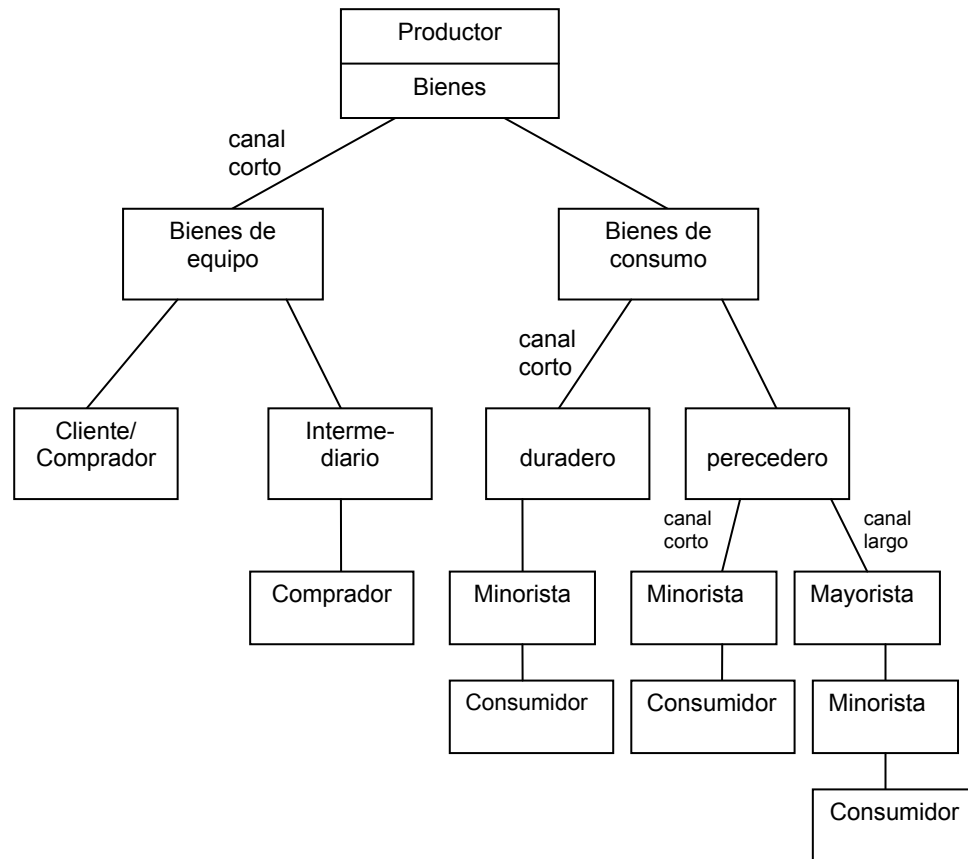 Productor
Bienes
canal
corto
Bienes de
equipo
Bienes de
consumo
canal
corto
Cliente/
Comprador
Interme-
diario
duradero
perecedero
canal
corto
canal
largo
Comprador
Minorista
Minorista
Mayorista
Consumidor
Consumidor
Minorista
Consumidor